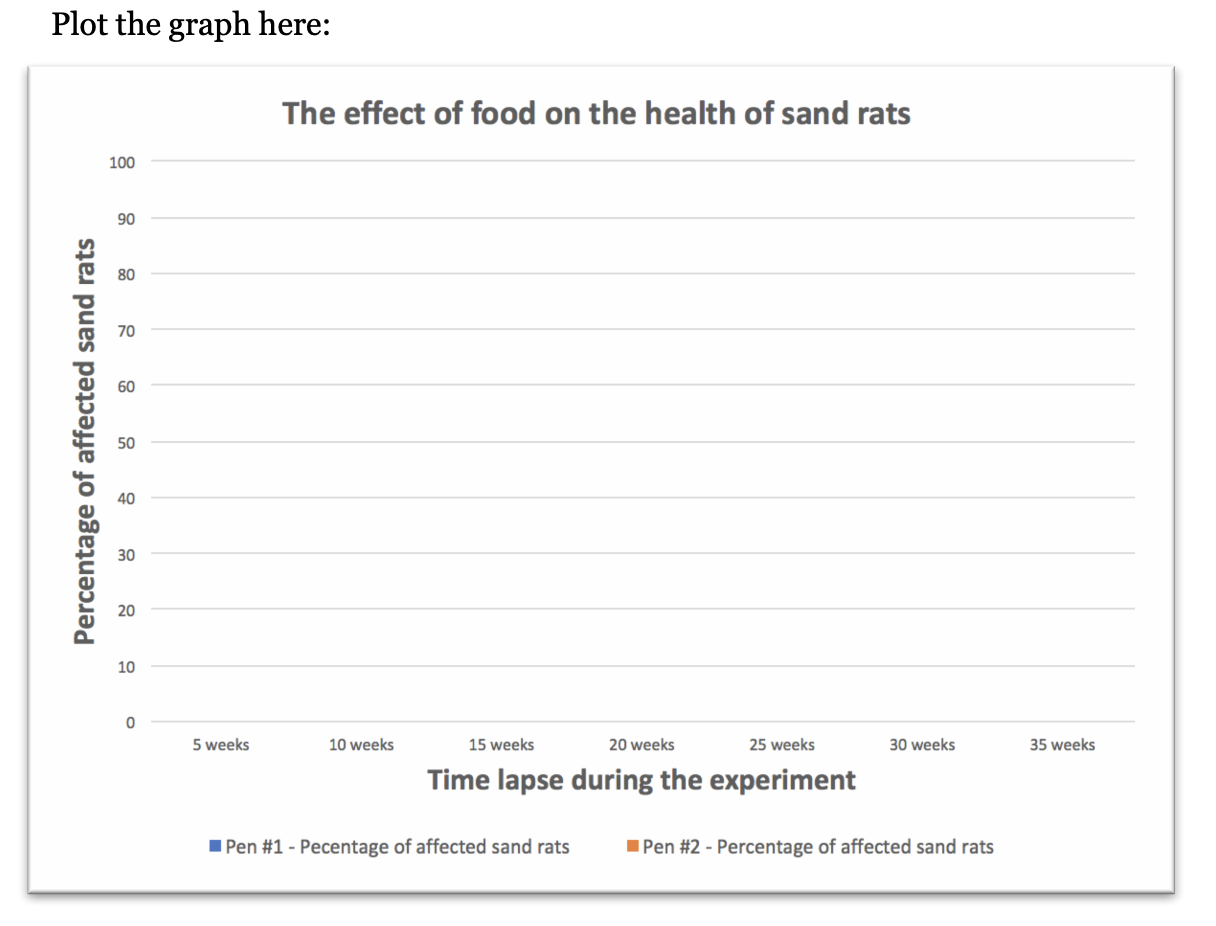 Plot the graph here:
The effect of food on the health of sand rats
Percentage of affected sand rats
100
90
80
70
60
50
40
30
20
10
0
5 weeks 10 weeks 15 weeks 20 weeks 25 weeks 30 weeks 35 weeks
Time lapse during the experiment
Pen #1 - Pecentage of affected sand rats Pen #2 - Percentage of affected sand rats